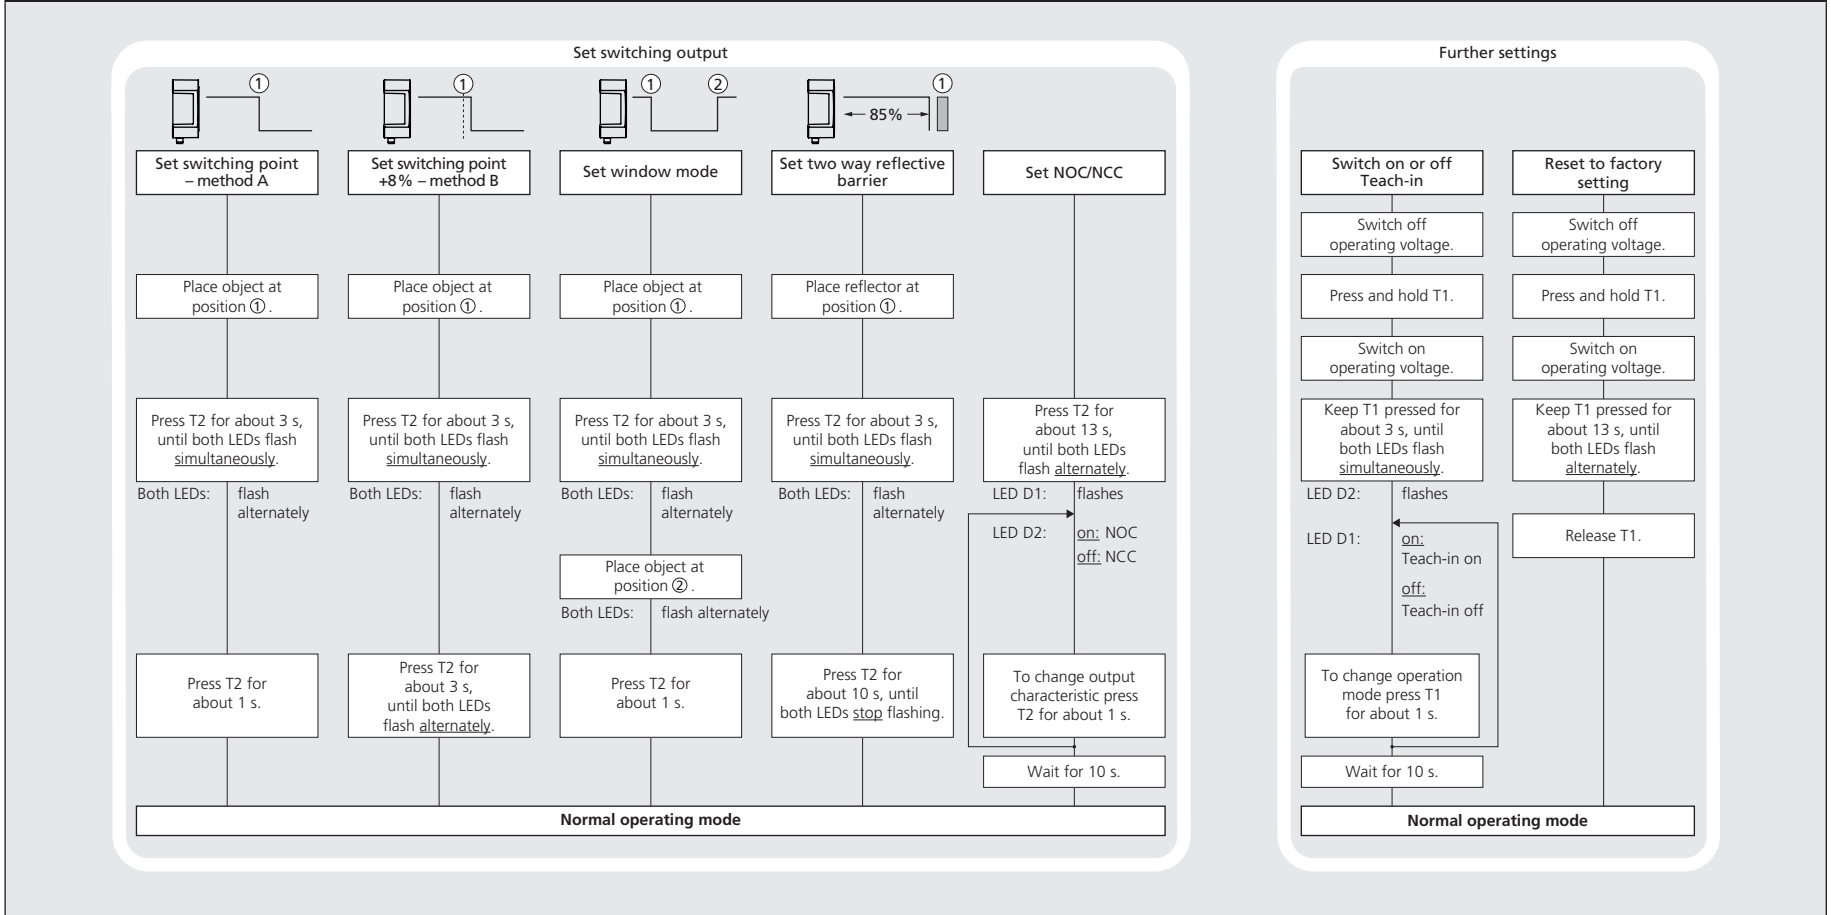 Set switching output
①
①
① ②
①
85%
Set switching point
– method A
Place object at
position ① .
Press T2 for about 3 s,
until both LEDs flash
simultaneously.
Both LEDs: flash
alternately
Press T2 for
about 1 s.
Set switching point
+8% – method B
Place object at
position ① .
Press T2 for about 3 s,
until both LEDs flash
simultaneously.
Both LEDs: flash
alternately
Press T2 for
about 3 s,
until both LEDs
flash alternately.
Set window mode
Place object at
position ① .
Press T2 for about 3 s,
until both LEDs flash
simultaneously.
Both LEDs: flash
alternately
Place object at
position ② .
Both LEDs: flash alternately
Press T2 for
about 1 s.
Set two way reflective
barrier
Place reflector at
position ① .
Press T2 for about 3 s,
until both LEDs flash
simultaneously.
Both LEDs: flash
alternately
Press T2 for
about 10 s, until
both LEDs stop flashing.
Set NOC/NCC
Press T2 for
about 13 s,
until both LEDs
flash alternately.
LED D1: flashes
LED D2: on: NOC
off: NCC
To change output
characteristic press
T2 for about 1 s.
Wait for 10 s.
Normal operating mode
Further settings
Switch on or off
Teach-in
Switch off
operating voltage.
Press and hold T1.
Switch on
operating voltage.
Keep T1 pressed for
about 3 s, until
both LEDs flash
simultaneously.
LED D2: flashes
LED D1: on:
Teach-in on
off:
Teach-in off
To change operation
mode press T1
for about 1 s.
Wait for 10 s.
Reset to factory
setting
Switch off
operating voltage.
Press and hold T1.
Switch on
operating voltage.
Keep T1 pressed for
about 13 s, until
both LEDs flash
alternately.
Release T1.
Normal operating mode